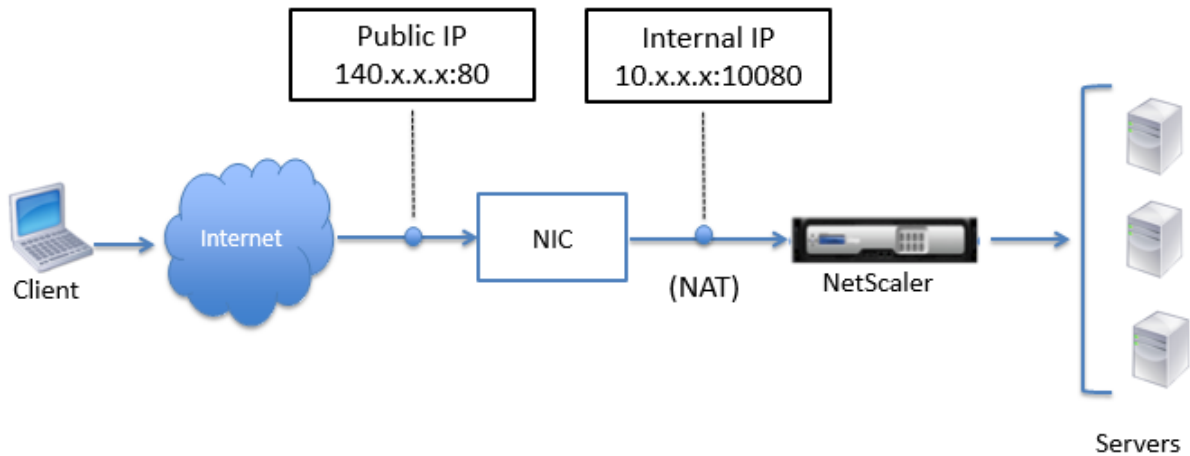 Public IP
140.x.x.x:80
Internal IP
10.x.x.x:10080
Internet
NIC
Client
(NAT)
NetScaler
Servers